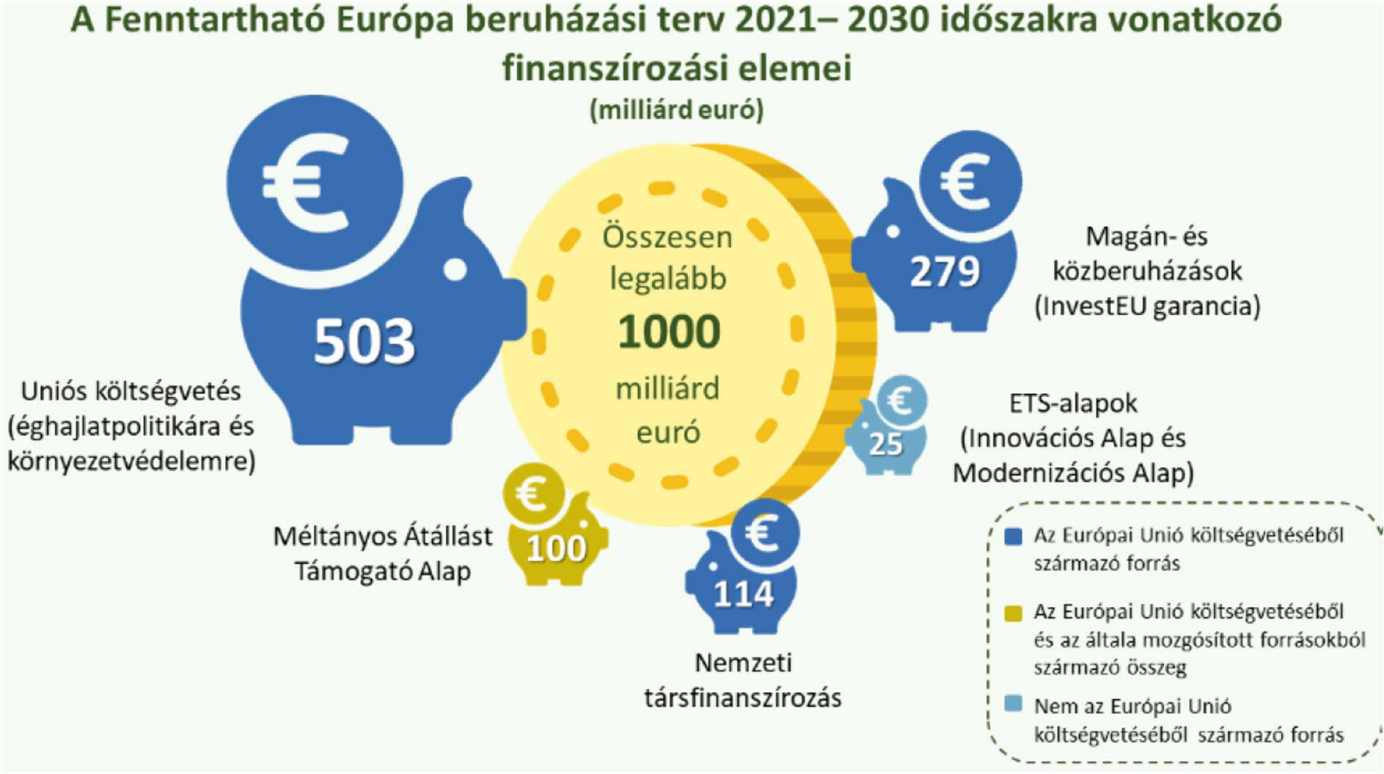 A Fenntartható Európa beruházási terv 2021– 2030 időszakra vonatkozó
finanszírozási elemei
(milliárd euró)
€
503
Uniós költségvetés
(éghajlatpolitikára és
környezetvédelemre)
Összesen
legalább
1000
milliárd
euró
€
279
Magán- és
közberuházások
(InvestEU garancia)
€
25
ETS-alapok
(Innovációs Alap és
Modernizációs Alap)
€
100
Méltányos Átállást
Támogató Alap
€
114
Nemzeti
társfinanszírozás
Az Európai Unió költségvetéséből
származó forrás
Az Európai Unió költségvetéséből
és az általa mozgósított forrásokból
származó összeg
Nem az Európai Unió
költségvetéséből származó forrás